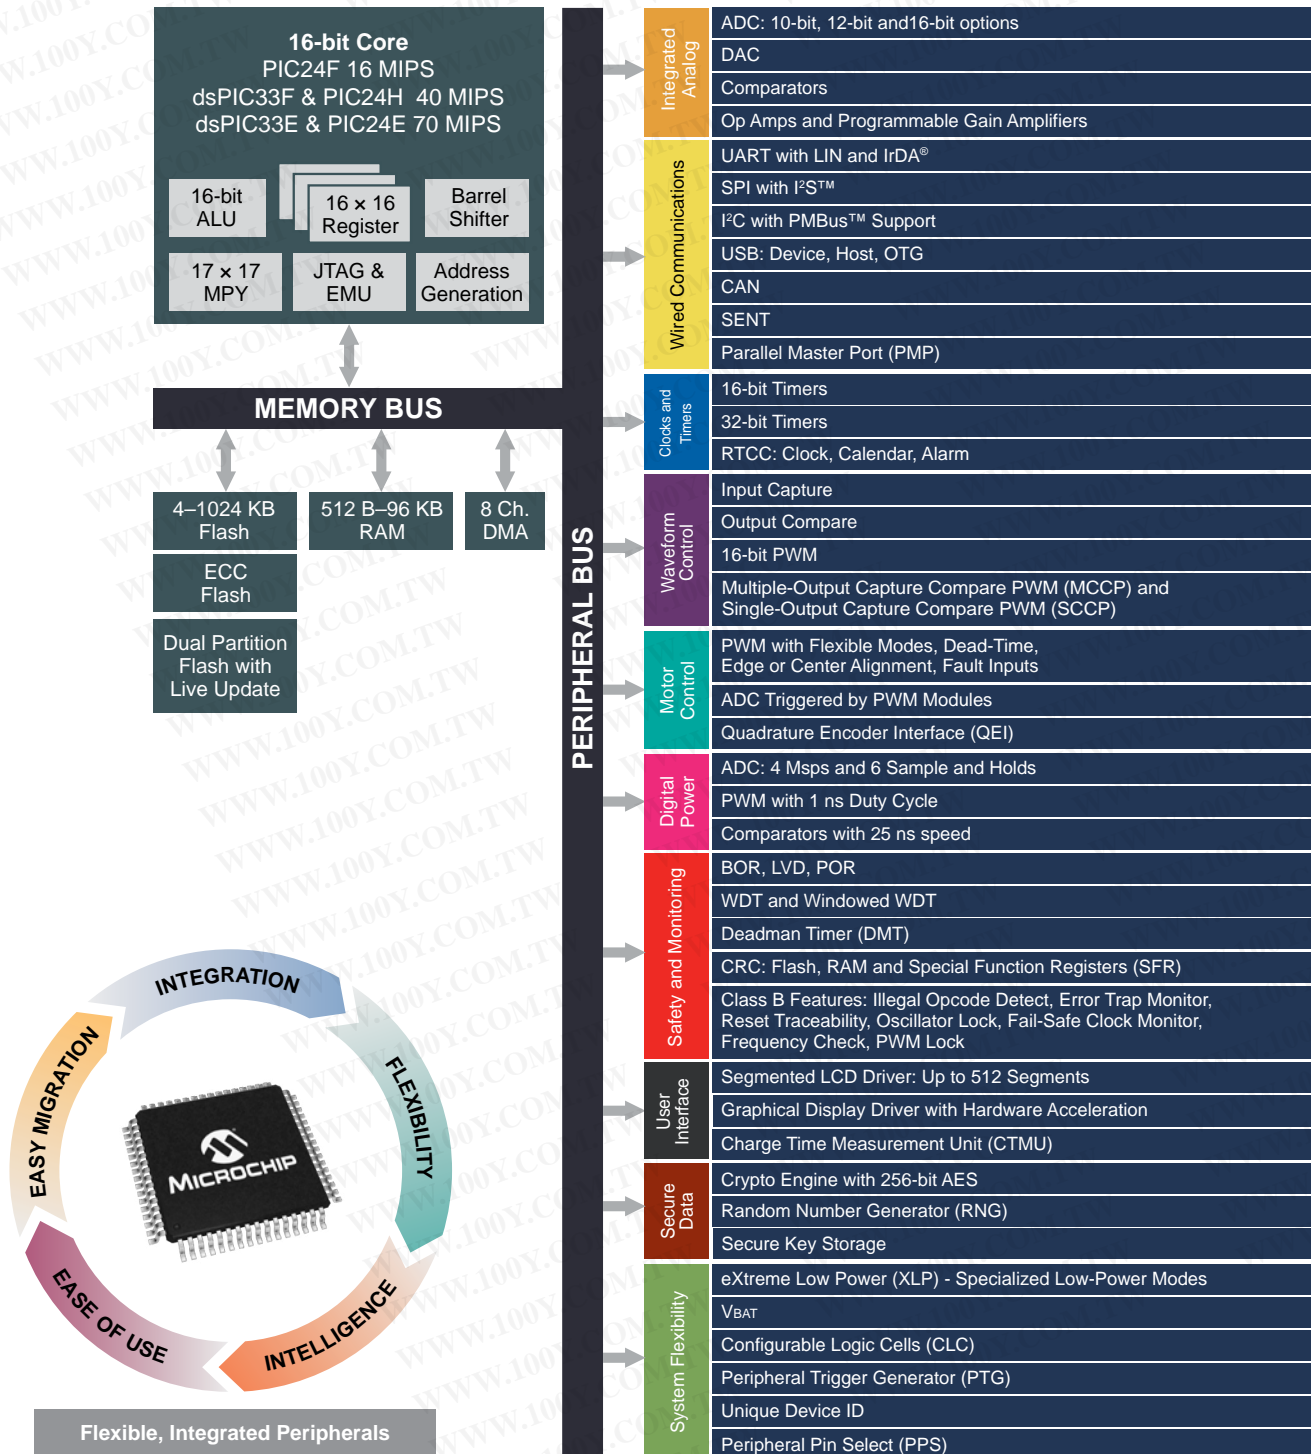 16-bit Core
PIC24F 16 MIPS
dsPIC33F & PIC24H 40 MIPS
dsPIC33E & PIC24E 70 MIPS
16-bit
ALU
16 × 16
Register
Barrel
Shifter
17 × 17
MPY
JTAG &
EMU
Address
Generation
MEMORY BUS
4–1024 KB
Flash
512 B–96 KB
RAM
8 Ch.
DMA
ECC
Flash
Dual Partition
Flash with
Live Update
PERIPHERAL BUS
Integrated
Analog
ADC: 10-bit, 12-bit and16-bit options
DAC
Comparators
Op Amps and Programmable Gain Amplifiers
Wired Communications
UART with LIN and IrDA®
SPI with I²S™
I²C with PMBus™ Support
USB: Device, Host, OTG
CAN
SENT
Parallel Master Port (PMP)
Clocks and
Timers
16-bit Timers
32-bit Timers
RTCC: Clock, Calendar, Alarm
Waveform
Control
Input Capture
Output Compare
16-bit PWM
Multiple-Output Capture Compare PWM (MCCP) and
Single-Output Capture Compare PWM (SCCP)
Motor
Control
PWM with Flexible Modes, Dead-Time,
Edge or Center Alignment, Fault Inputs
ADC Triggered by PWM Modules
Quadrature Encoder Interface (QEI)
Digital
Power
ADC: 4 Msps and 6 Sample and Holds
PWM with 1 ns Duty Cycle
Comparators with 25 ns speed
Safety and Monitoring
BOR, LVD, POR
WDT and Windowed WDT
Deadman Timer (DMT)
CRC: Flash, RAM and Special Function Registers (SFR)
Class B Features: Illegal Opcode Detect, Error Trap Monitor,
Reset Traceability, Oscillator Lock, Fail-Safe Clock Monitor,
Frequency Check, PWM Lock
User
Interface
Segmented LCD Driver: Up to 512 Segments
Graphical Display Driver with Hardware Acceleration
Charge Time Measurement Unit (CTMU)
Secure
Data
Crypto Engine with 256-bit AES
Random Number Generator (RNG)
Secure Key Storage
System Flexibility
eXtreme Low Power (XLP) - Specialized Low-Power Modes
VBAT
Configurable Logic Cells (CLC)
Peripheral Trigger Generator (PTG)
Unique Device ID
Peripheral Pin Select (PPS)
INTEGRATION
FLEXIBILITY
INTELLIGENCE
EASE OF USE
EASY MIGRATION
MICROCHIP
Flexible, Integrated Peripherals
WWW.100Y.COM.TW